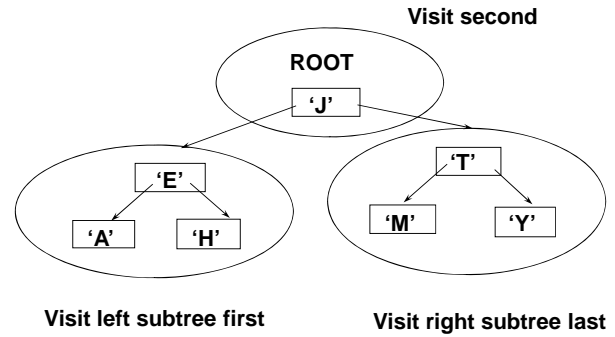 Visit second
ROOT
‘J’
‘E’
‘T’
‘A’ ‘H’
‘M’ ‘Y’
Visit left subtree first
Visit right subtree last